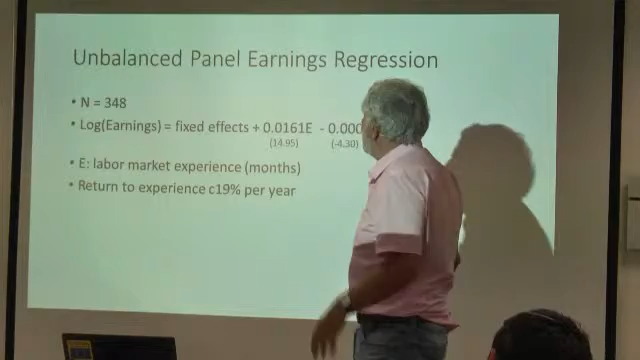 Unbalanced Panel Earnings Regression
• N = 348
• Log(Earnings) = fixed effects + 0.0161E - 0.000
(14.95) (-4.30)
• E: labor market experience (months)
• Return to experience c19% per year